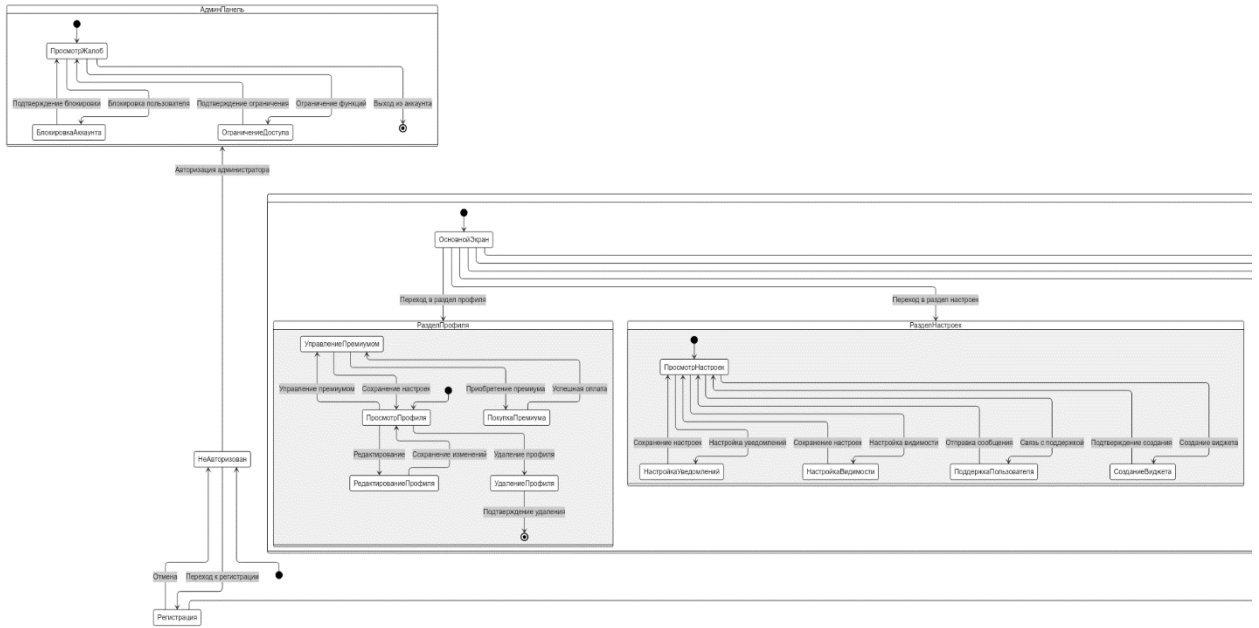 АдминПанель
ПросмотрЖалоб
Подтверждение блокировки
Блокировка пользователя
Подтверждение ограничения
Ограничение функций
Выход из аккаунта
БлокировкаАккаунта
ОграничениеДоступа
Авторизация администратора
ОсновнойЭкран
Переход в раздел профиля
Переход в раздел настроек
РазделПрофиля
РазделНастроек
УправлениеПремиумом
ПросмотрНастроек
Управление премиумом
Сохранение настроек
Приобретение премиума
Успешная оплата
ПросмотрПрофиля
ПокупкаПремиума
Сохранение настроек
Настройка уведомлений
Сохранение настроек
Настройка видимости
Отправка сообщения
Связь с поддержкой
Подтверждение создания
Создание виджета
Редактирование
Сохранение изменений
Удаление профиля
НеАвторизован
НастройкаУведомлений
НастройкаВидимости
ПоддержкаПользователя
СозданиеВиджета
РедактированиеПрофиля
УдалениеПрофиля
Подтверждение удаления
Отмена
Переход к регистрации
Регистрация